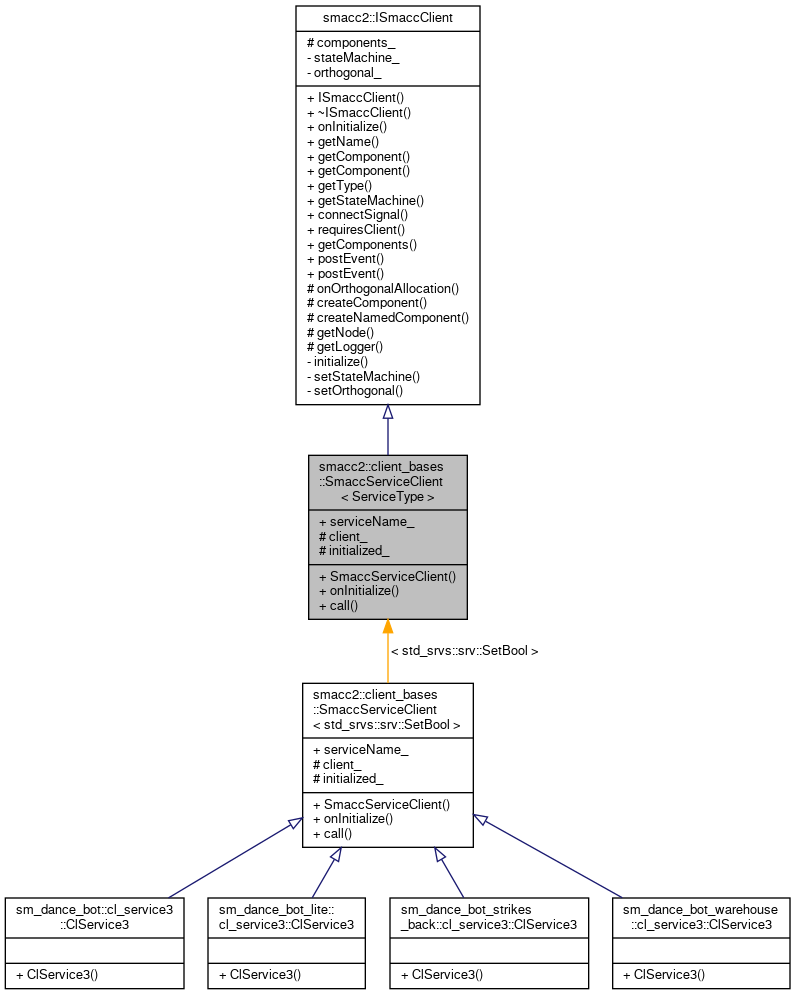 smacc2::ISmaccClient
# components_
- stateMachine_
- orthogonal_
+ ISmaccClient()
+ ~ISmaccClient()
+ onInitialize()
+ getName()
+ getComponent()
+ getComponent()
+ getType()
+ getStateMachine()
+ connectSignal()
+ requiresClient()
+ getComponents()
+ postEvent()
+ postEvent()
# onOrthogonalAllocation()
# createComponent()
# createNamedComponent()
# getNode()
# getLogger()
- initialize()
- setStateMachine()
- setOrthogonal()
smacc2::client_bases
::SmaccServiceClient
< ServiceType >
+ serviceName_
# client_
# initialized_
+ SmaccServiceClient()
+ onInitialize()
+ call()
< std_srvs::srv::SetBool >
smacc2::client_bases
::SmaccServiceClient
< std_srvs::srv::SetBool >
+ serviceName_
# client_
# initialized_
+ SmaccServiceClient()
+ onInitialize()
+ call()
sm_dance_bot::cl_service3
::ClService3
+ ClService3()
sm_dance_bot_lite::
cl_service3::ClService3
+ ClService3()
sm_dance_bot_strikes
_back::cl_service3::ClService3
+ ClService3()
sm_dance_bot_warehouse
::cl_service3::ClService3
+ ClService3()